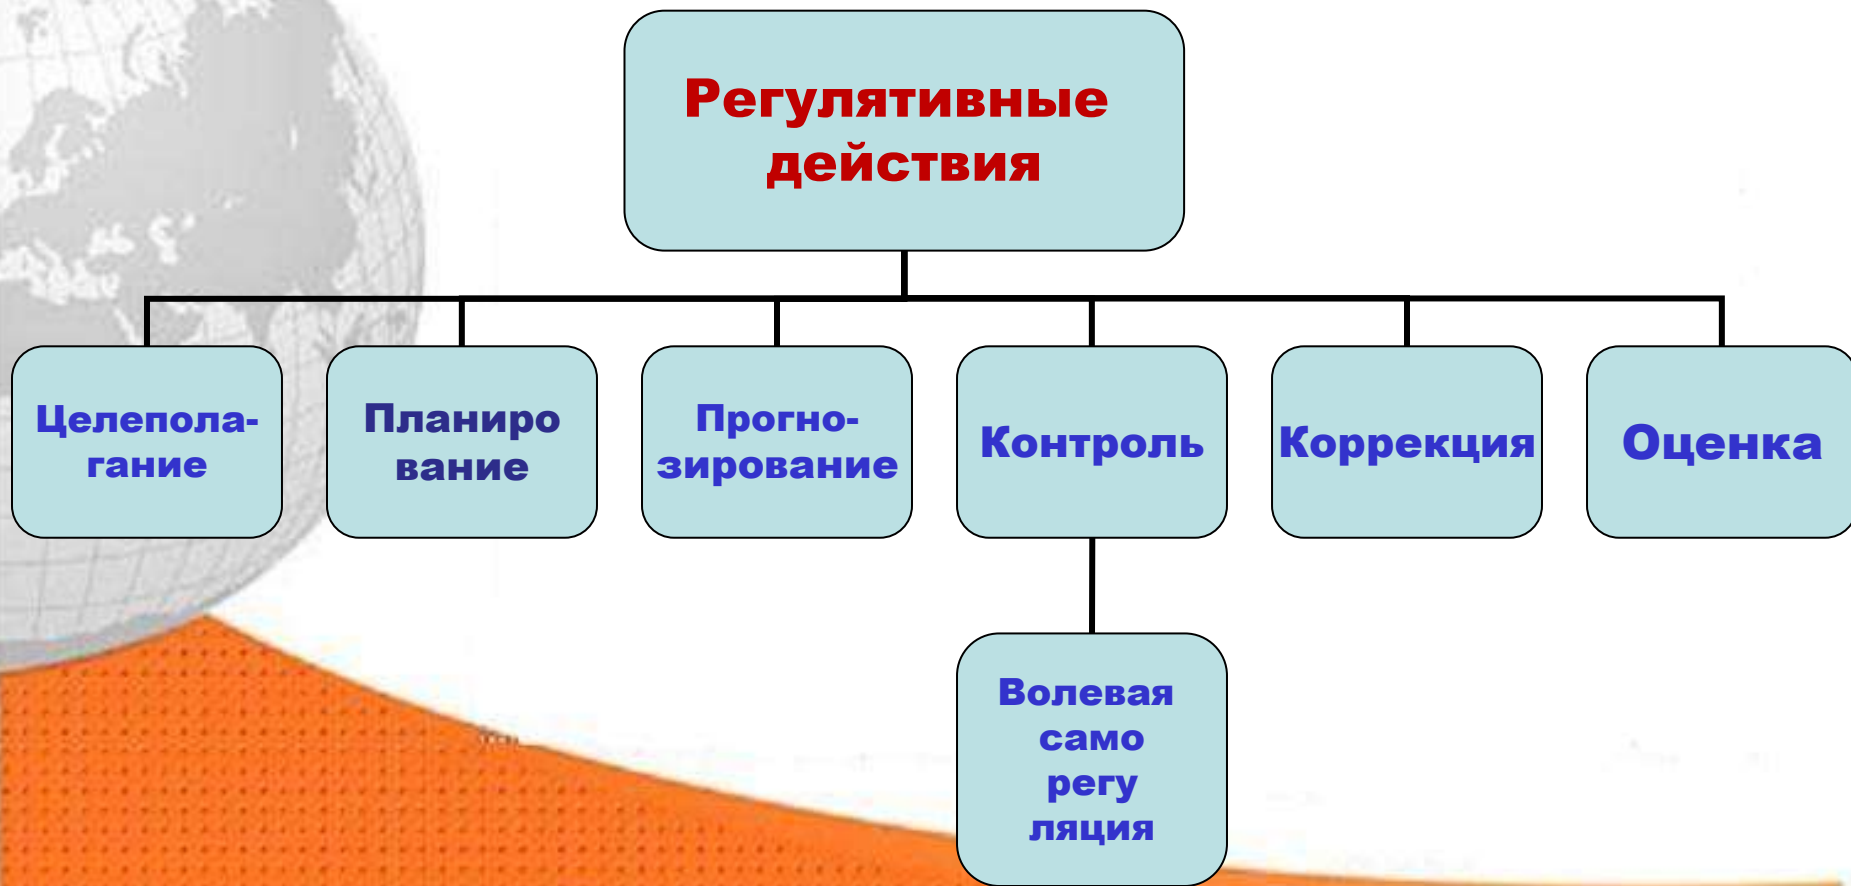 Регулятивные
действия
Целепола-
гание
Планиро
вание
Прогно-
зирование
Контроль
Коррекция
Оценка
Волевая
само
регу
ляция